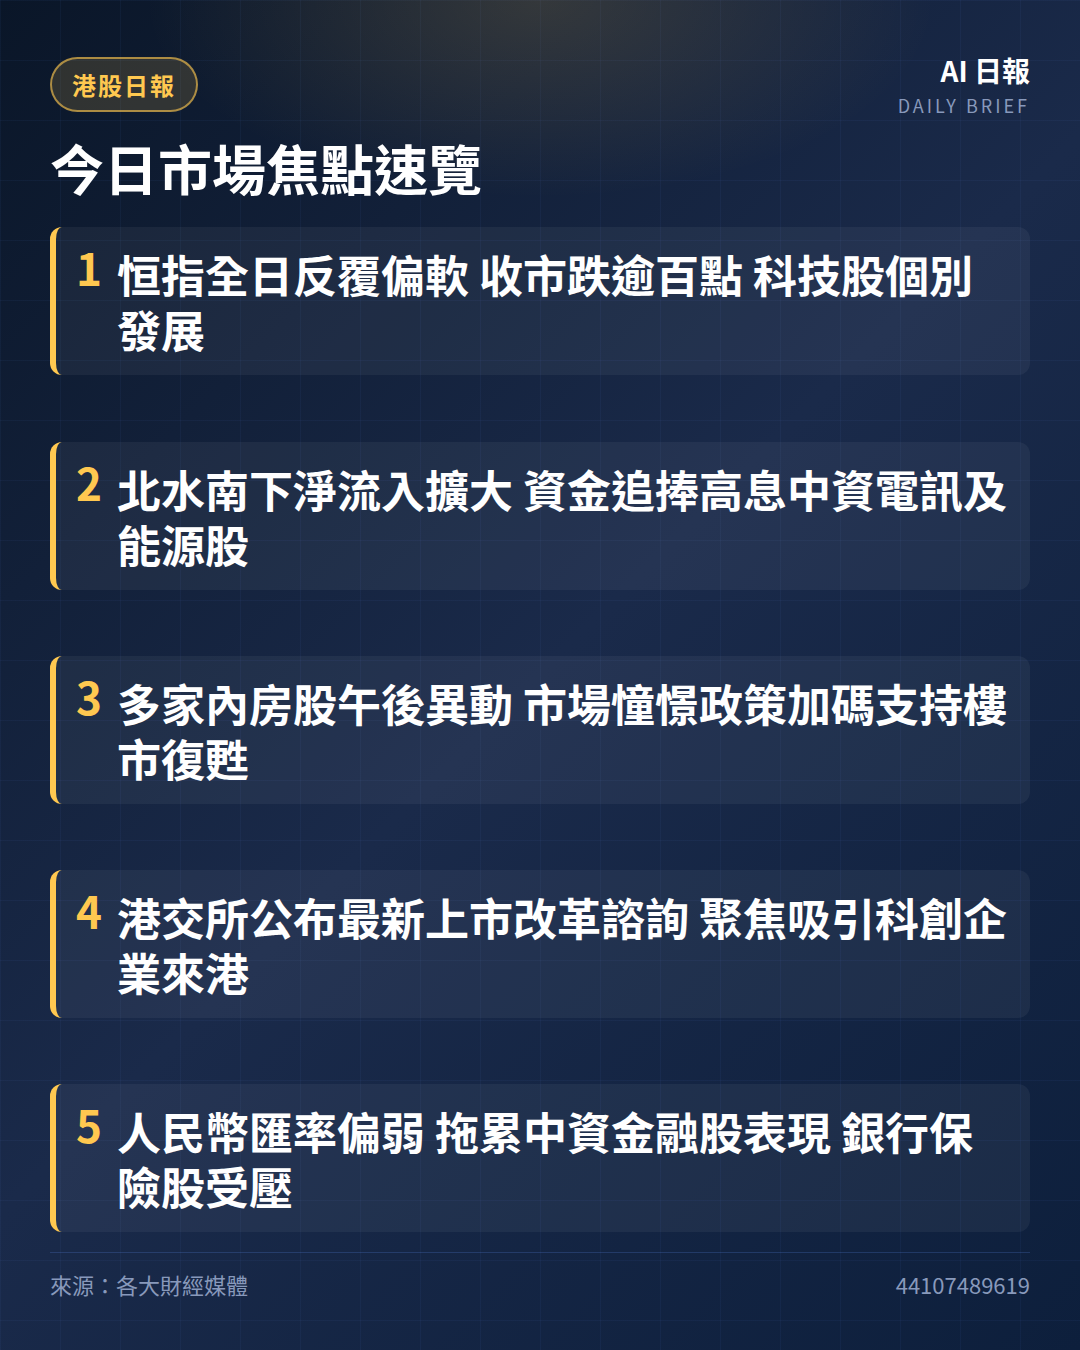 港股日報
AI 日報
DAILY BRIEF
今日市場焦點速覽
1 恒指全日反覆偏軟 收市跌逾百點 科技股個別
發展
2 北水南下淨流入擴大 資金追捧高息中資電訊及
能源股
3 多家內房股午後異動 市場憧憬政策加碼支持樓
市復甦
4 港交所公布最新上市改革諮詢 聚焦吸引科創企
業來港
5 人民幣匯率偏弱 拖累中資金融股表現 銀行保
險股受壓
來源：各大財經媒體
44107489619